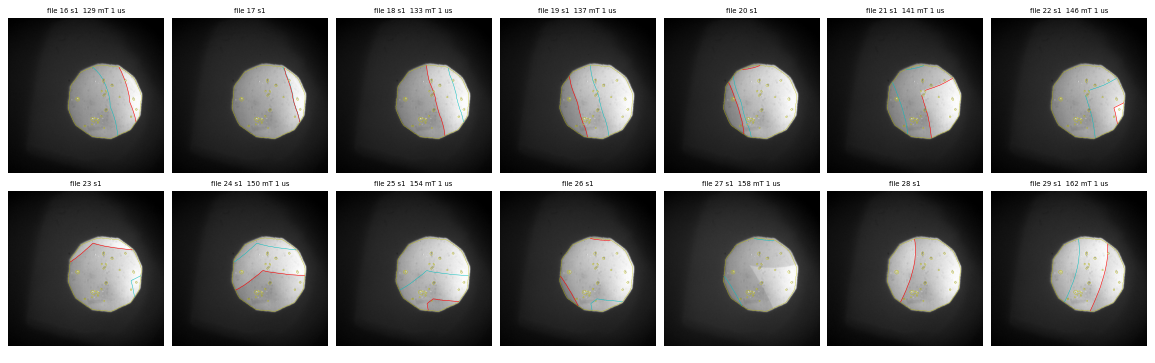 file 16 s1  129 mT 1 us
file 17 s1
file 18 s1  133 mT 1 us
file 19 s1  137 mT 1 us
file 20 s1
file 21 s1  141 mT 1 us
file 22 s1  146 mT 1 us
file 23 s1
file 24 s1  150 mT 1 us
file 25 s1  154 mT 1 us
file 26 s1
file 27 s1  158 mT 1 us
file 28 s1
file 29 s1  162 mT 1 us